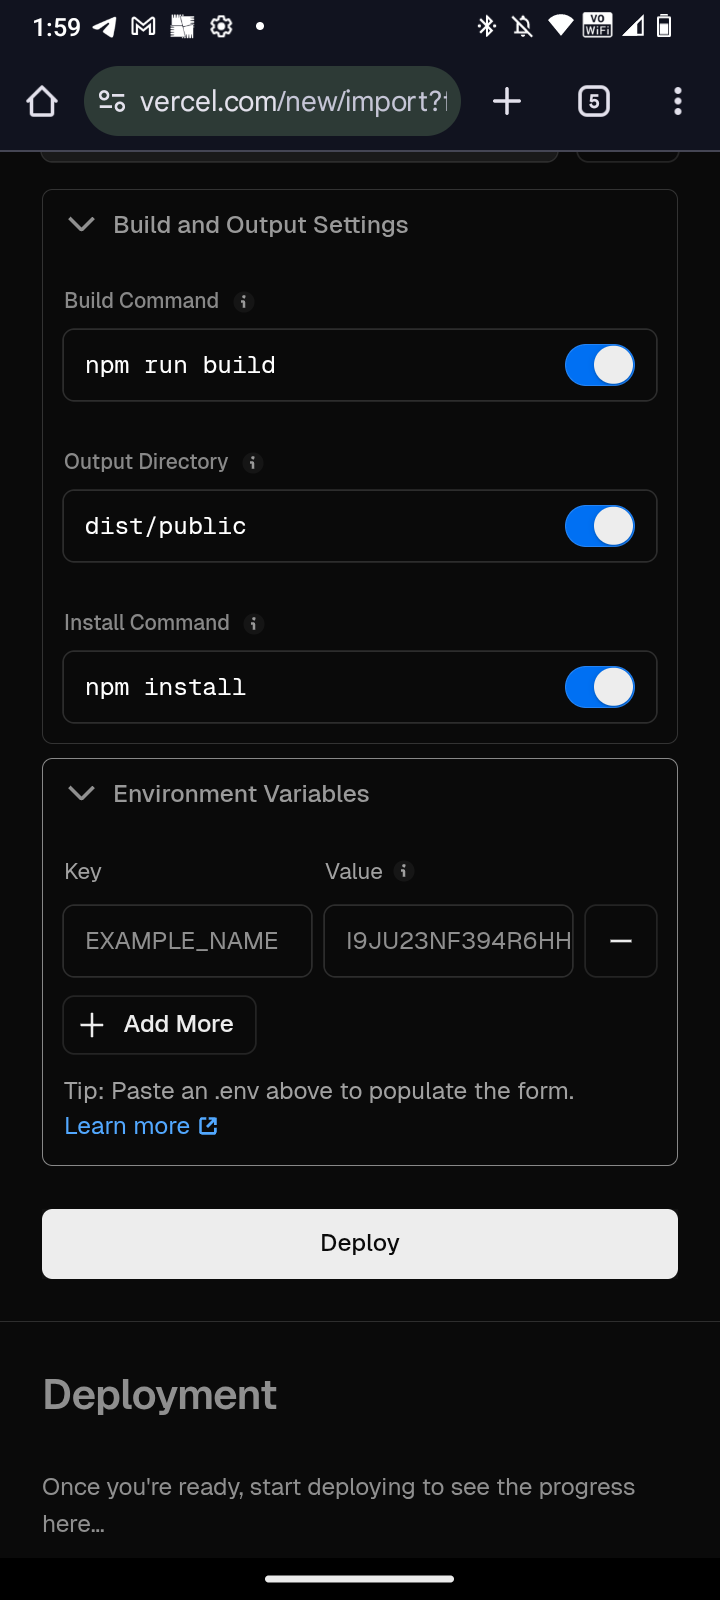 1:59
VO
WiFi
vercel.com/new/import?
5
Build and Output Settings
Build Command
npm run build
Output Directory
dist/public
Install Command
npm install
Environment Variables
Key
Value
EXAMPLE_NAME
I9JU23NF394R6HH
Add More
Tip: Paste an .env above to populate the form.
Learn more
Deploy
Deployment
Once you're ready, start deploying to see the progress
here...